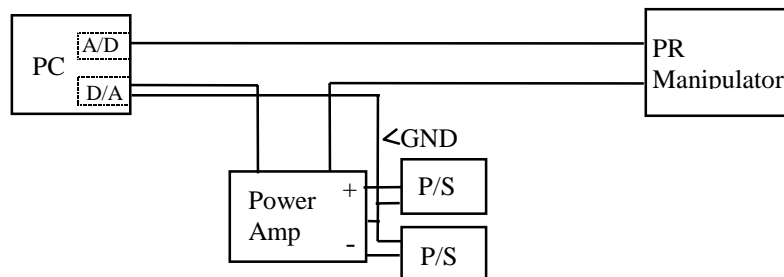 A/D
PC
D/A
PR
Manipulator
GND
Power
Amp
+
-
P/S
P/S